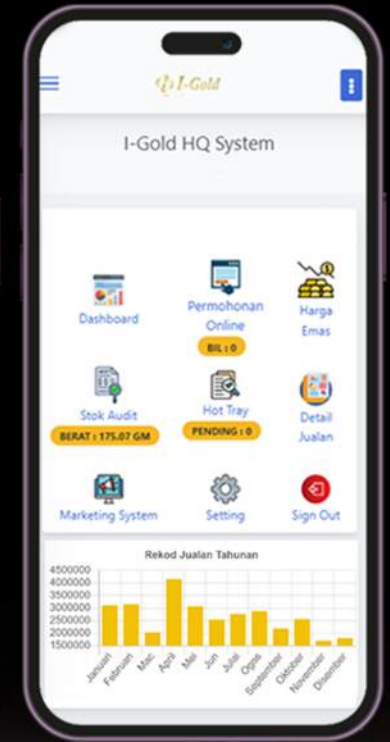 I-Gold
I-Gold HQ System
Dashboard
Permohonan
Online
BIL : 0
Harga
Emas
Stok Audit
BERAT : 175.07 GM
Hot Tray
PENDING : 0
Detail
Jualan
Marketing System
Setting
Sign Out
Rekod Jualan Tahunan
4500000
4000000
3500000
3000000
2500000
2000000
1500000
Januari
Februari
Mac
April
Mei
Jun
Julai
Ogos
September
Oktober
November
Disember